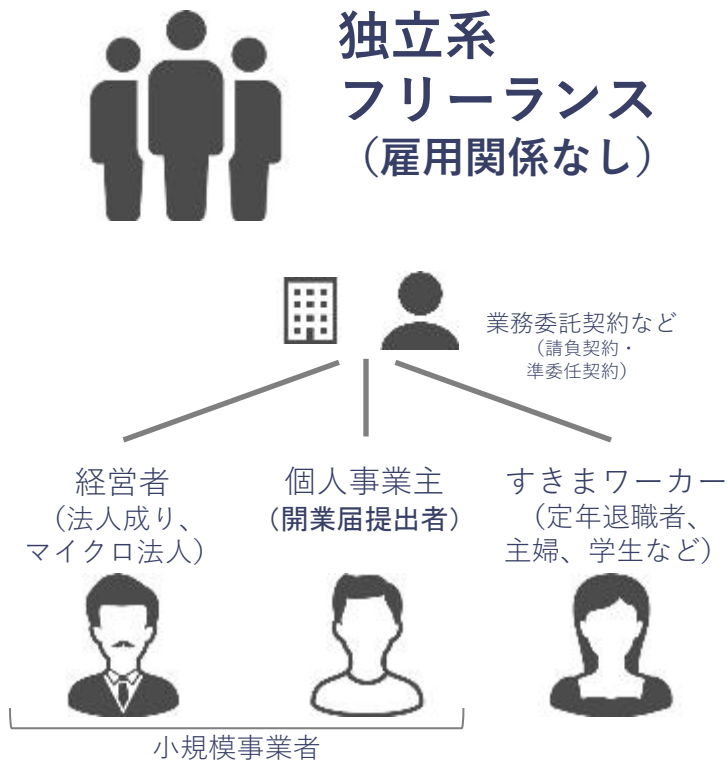 独立系
フリーランス
（雇用関係なし）
業務委託契約など
（請負契約・
準委任契約）
経営者
（法人成り、
マイクロ法人）
個人事業主
（開業届提出者）
すきまワーカー
（定年退職者、
主婦、学生など）
小規模事業者